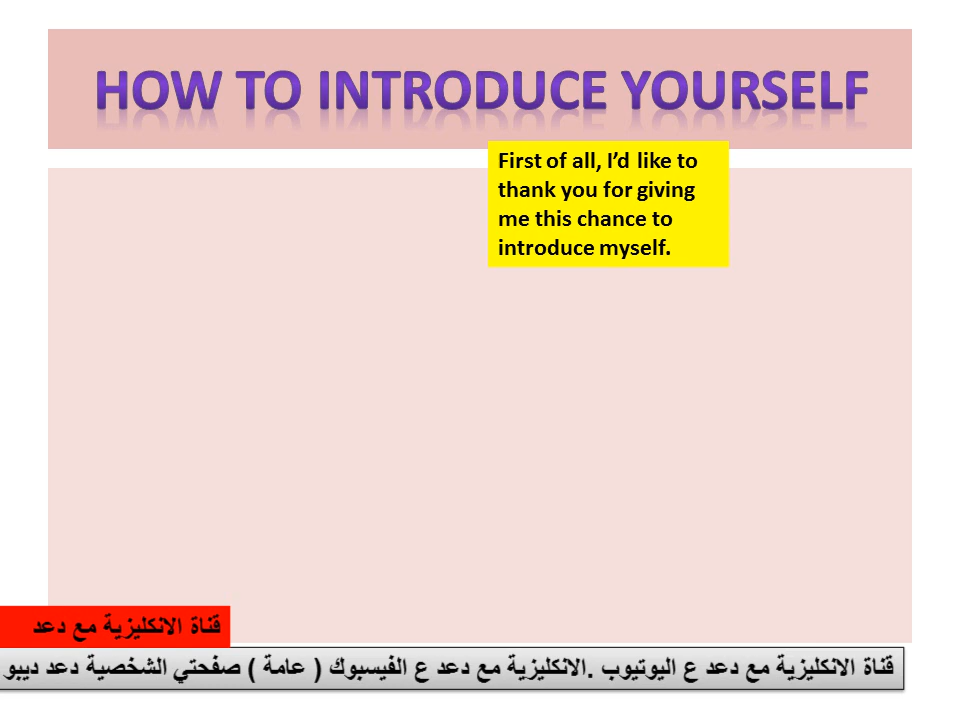 HOW TO INTRODUCE YOURSELF
First of all, I’d like to
thank you for giving
me this chance to
introduce myself.
قناة الانكليزية مع دعد
قناة الانكليزية مع دعد ع اليوتيوب .الانكليزية مع دعد ع الفيسبوك ( عامة ) صفحتي الشخصية دعد ديبو